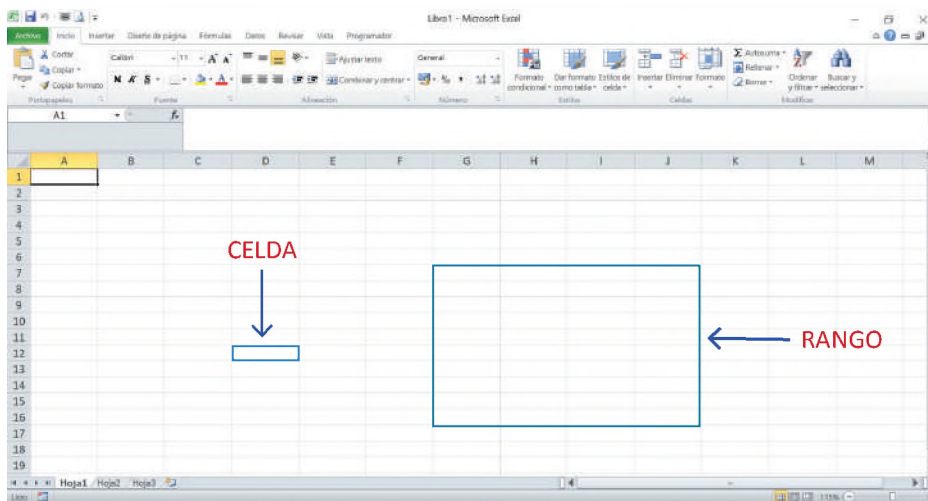 Libro1 - Microsoft Excel
Archivo Inicio Insertar Diseño de página Fórmulas Datos Revisar Vista Programador
Cortar
Copiar
Copiar formato
Pegar
Portapapeles
Calibri 11 A A
N K S A
Fuente
Ajustar texto
Combinar y centrar
Alineación
General
%
Número
Formato condicional
Dar formato como tabla
Estilos de celda
Estilos
Insertar Eliminar Formato
Celdas
Autosuma
Rellenar
Borrar
Ordenar y filtrar
Buscar y seleccionar
Modificar
A1 fx
A B C D E F G H I J K L M
1
2
3
4
5
6
CELDA
7
8
9
10
11
RANGO
12
13
14
15
16
17
18
19
Hoja1 Hoja2 Hoja3
Listo 115%